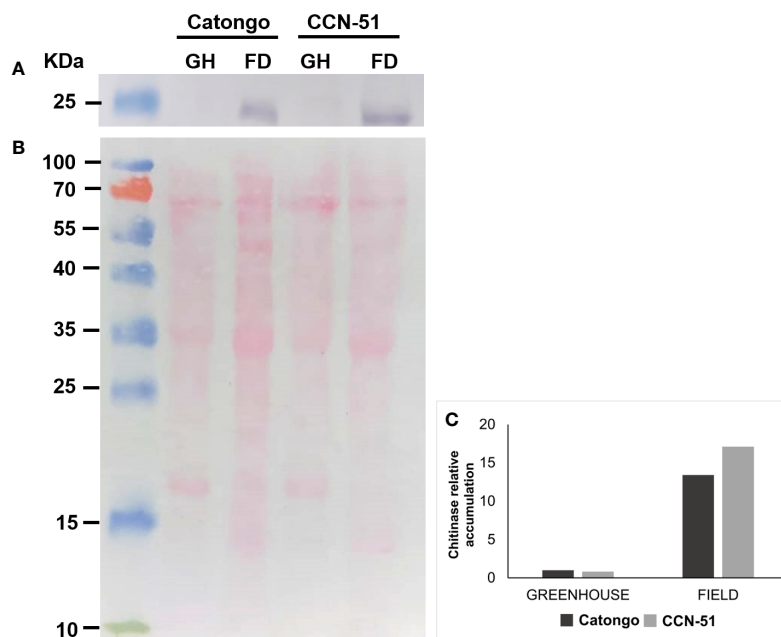 Catongo CCN-51
A KDa GH FD GH FD
25
B
100
70
55
40
35
25
15
10
C
20
15
10
5
0
Chitinase relative
accumulation
GREENHOUSE FIELD
Catongo CCN-51